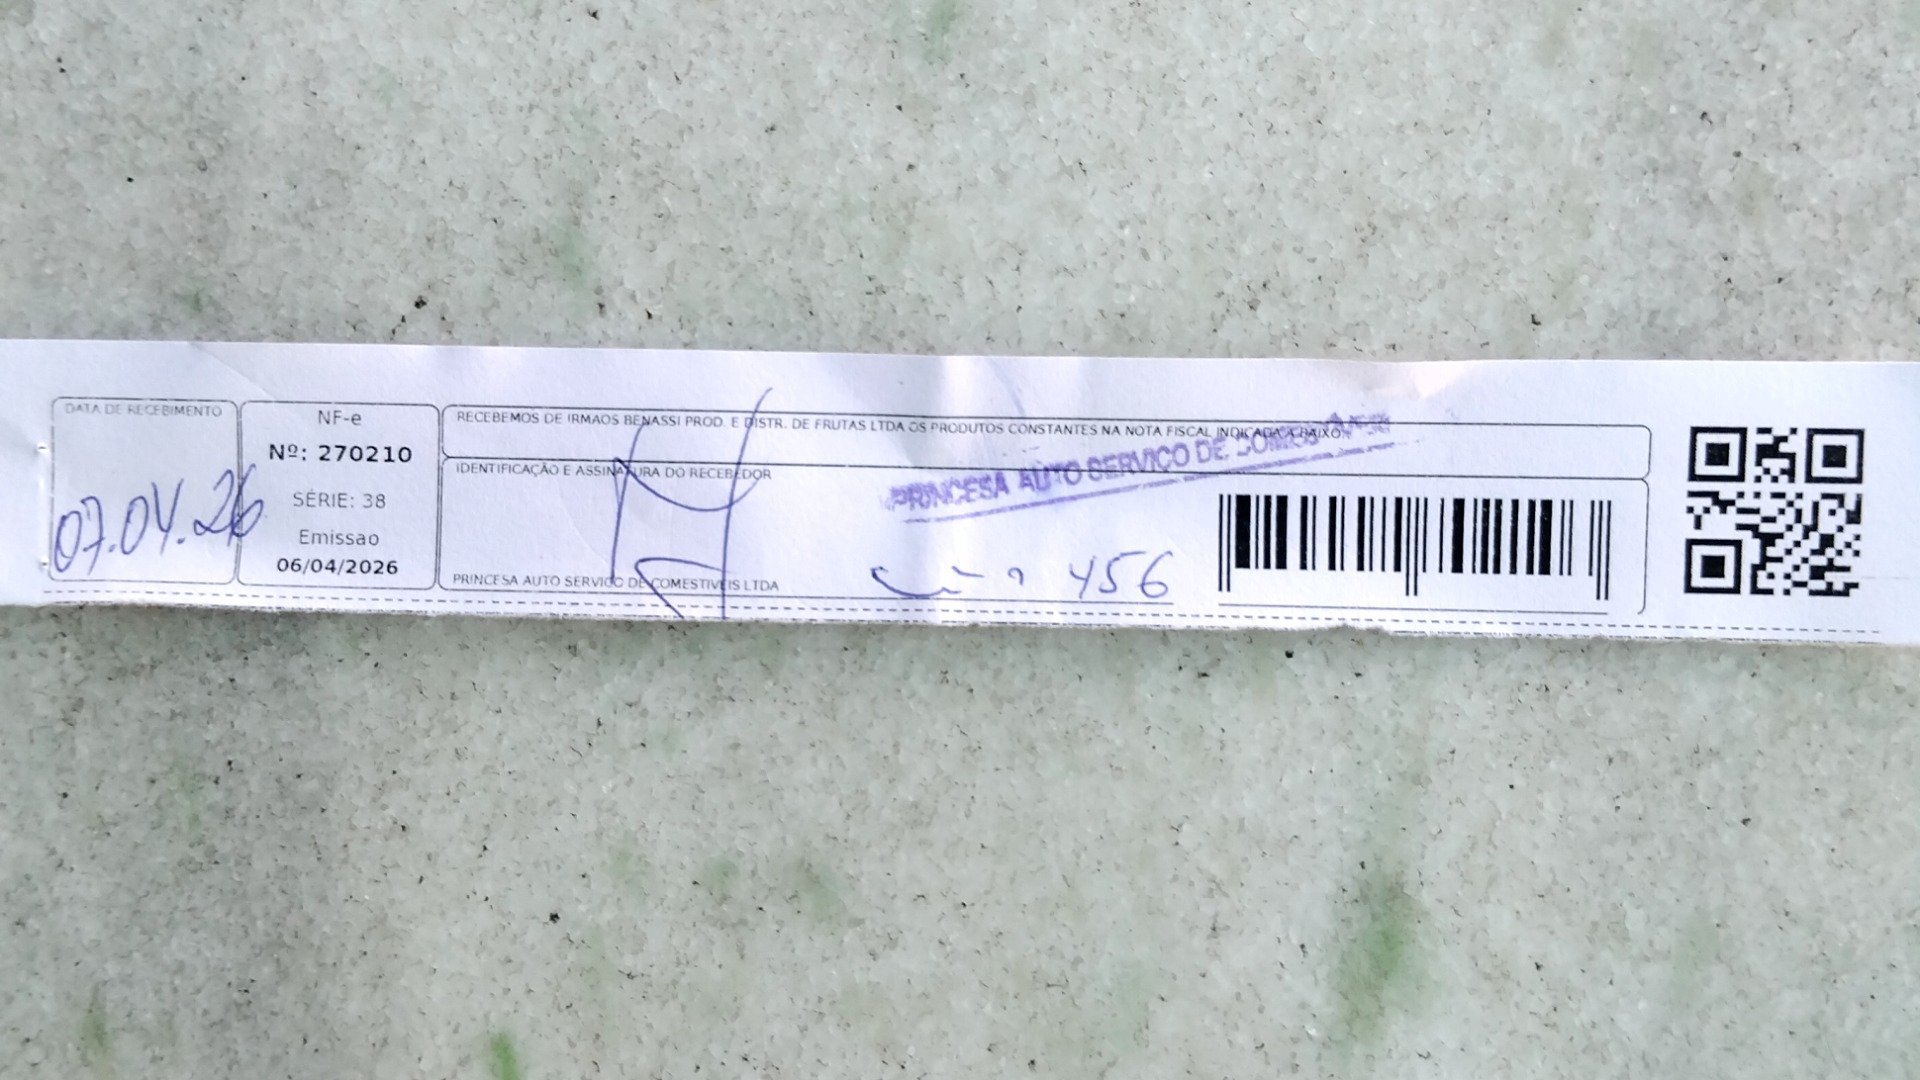 DATA DE RECEBIMENTO
07.04.26
NF-e
Nº: 270210
SÉRIE: 38
Emissao
06/04/2026
RECEBEMOS DE IRMAOS BENASSI PROD. E DISTR. DE FRUTAS LTDA OS PRODUTOS CONSTANTES NA NOTA FISCAL INDICADA A BAIXO
IDENTIFICAÇÃO E ASSINATURA DO RECEBEDOR
PRINCESA AUTO SERVIÇO DE
PRINCESA AUTO SERVICO DE COMESTIVEIS LTDA
456